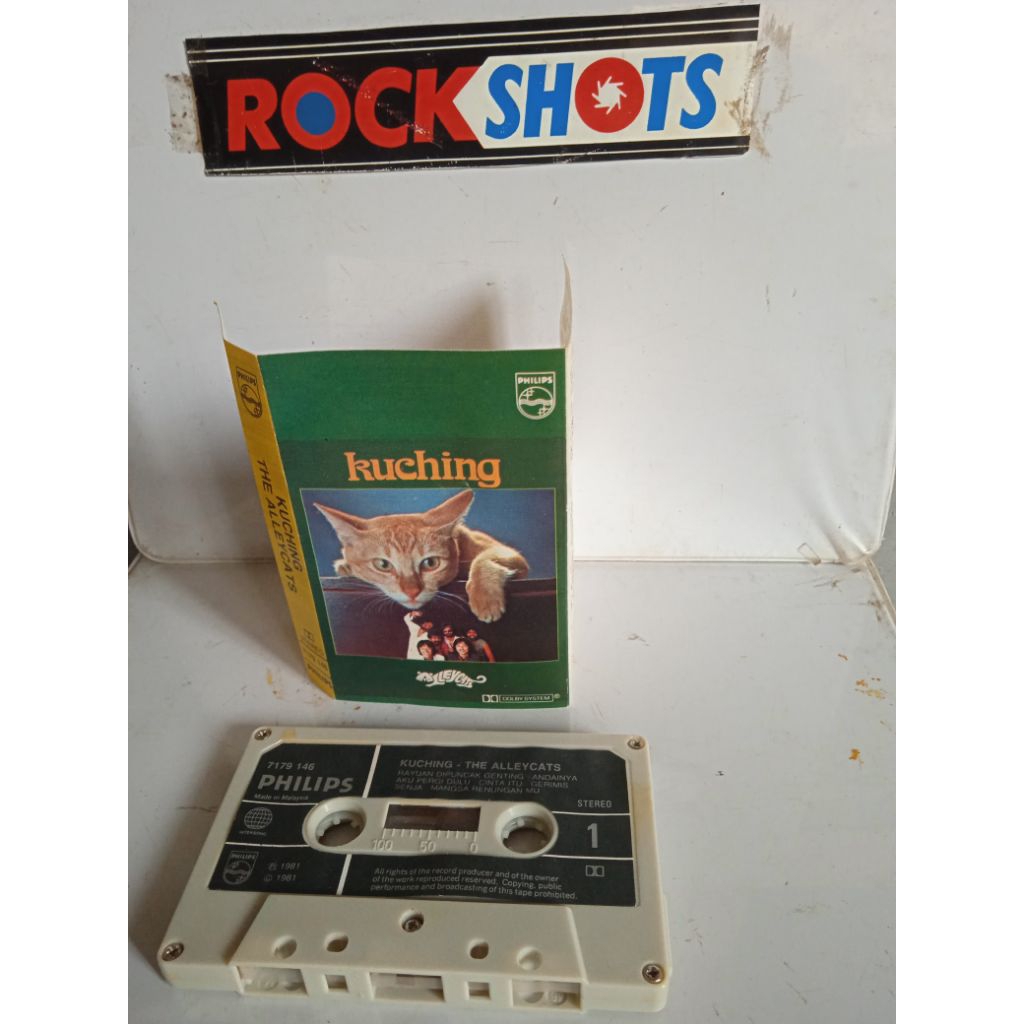 ROCKSHOTS
PHILIPS
kuching
ALLEYCATS
DOLBY SYSTEM
KUCHING
THE ALLEYCATS
PHILIPS
7179 146
PHILIPS
Made in Malaysia
INTERSONG
PHILIPS
℗ 1981
© 1981
KUCHING - THE ALLEYCATS
RAYUAN DIPUNCAK GENTING · ANDAINYA
AKU PERGI DULU · CINTA ITU · GERIMIS
SENJA · MANGSA RENUNGAN MU
STEREO
1
100 50 0
All rights of the record producer and of the owner
of the work reproduced reserved. Copying, public
performance and broadcasting of this tape prohibited.